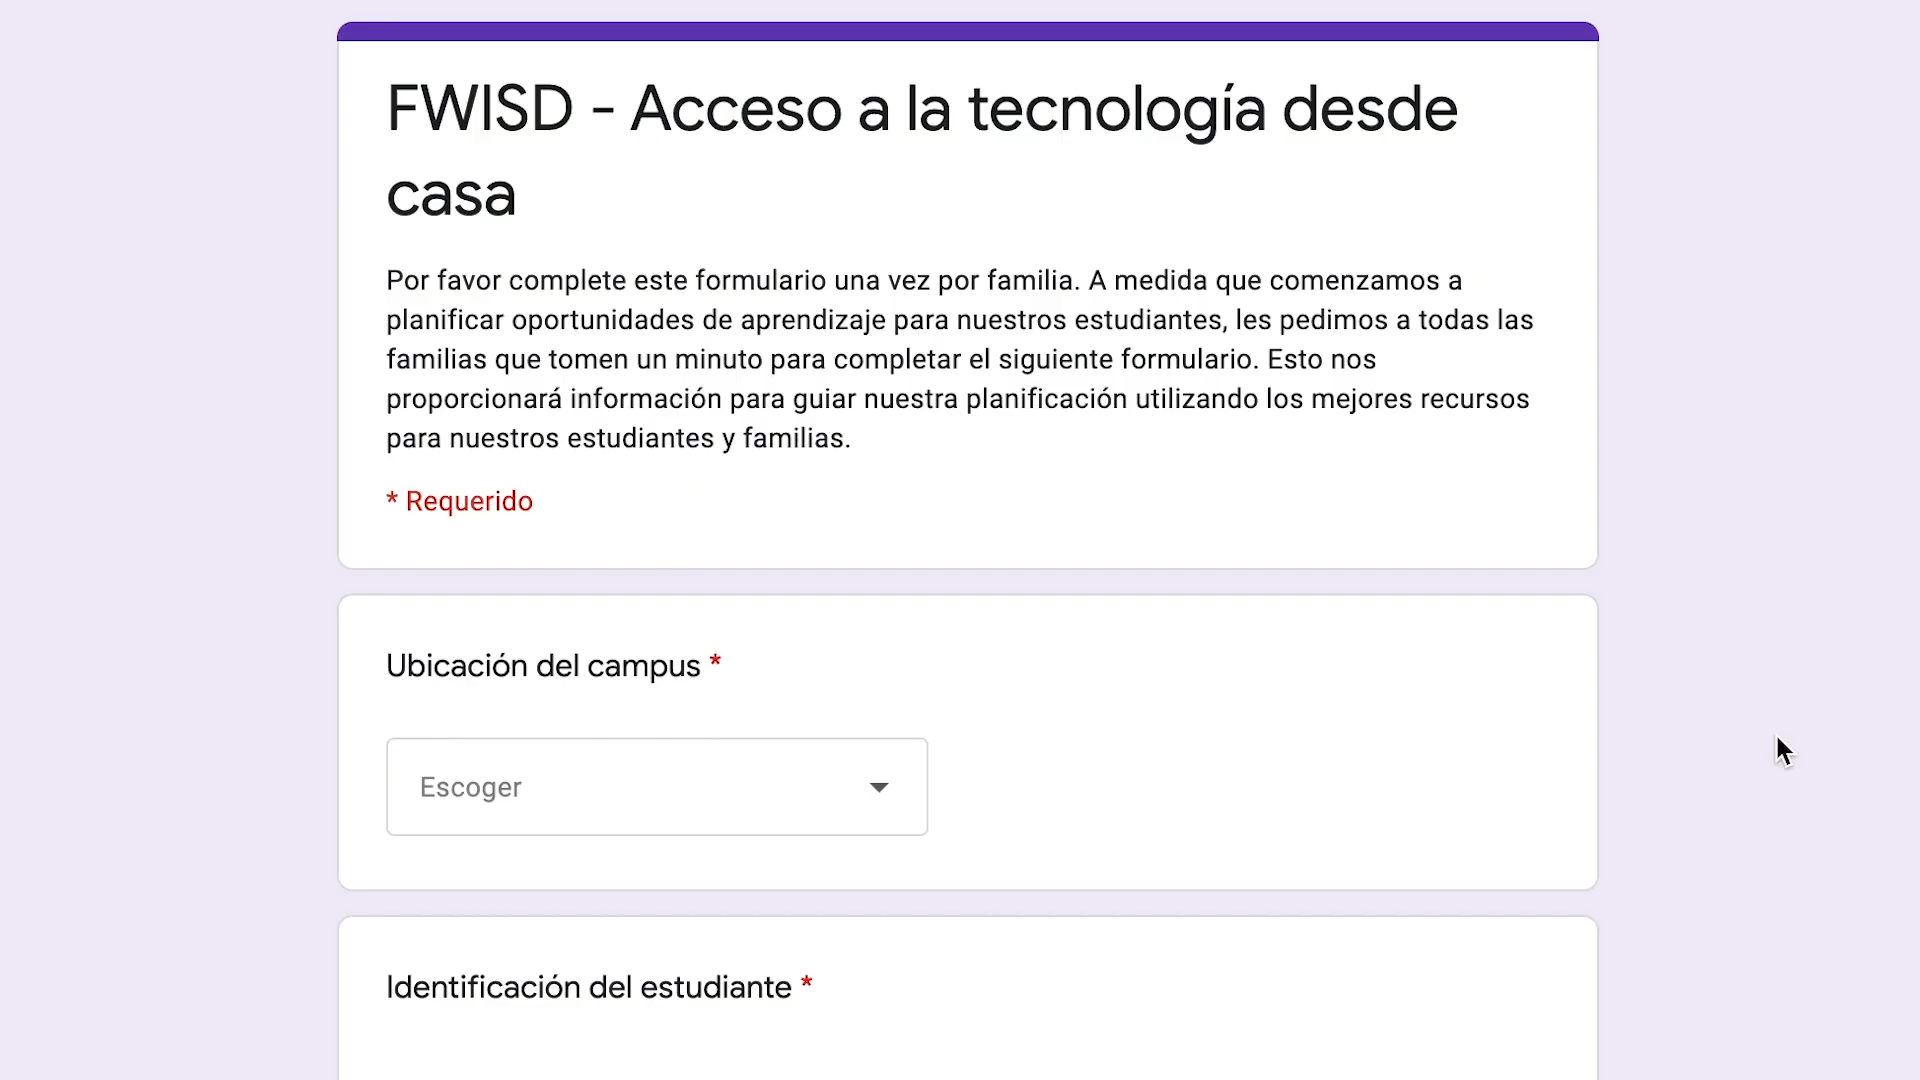 FWISD - Acceso a la tecnología desde
casa
Por favor complete este formulario una vez por familia. A medida que comenzamos a
planificar oportunidades de aprendizaje para nuestros estudiantes, les pedimos a todas las
familias que tomen un minuto para completar el siguiente formulario. Esto nos
proporcionará información para guiar nuestra planificación utilizando los mejores recursos
para nuestros estudiantes y familias.
* Requerido
Ubicación del campus *
Escoger
Identificación del estudiante *